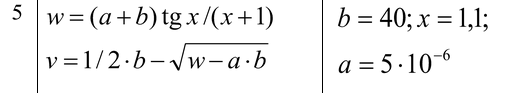 5 w = (a + b) tg x /(x + 1) b = 40; x = 1,1;
v = 1/2 · b − √(w − a · b) a = 5 · 10⁻⁶